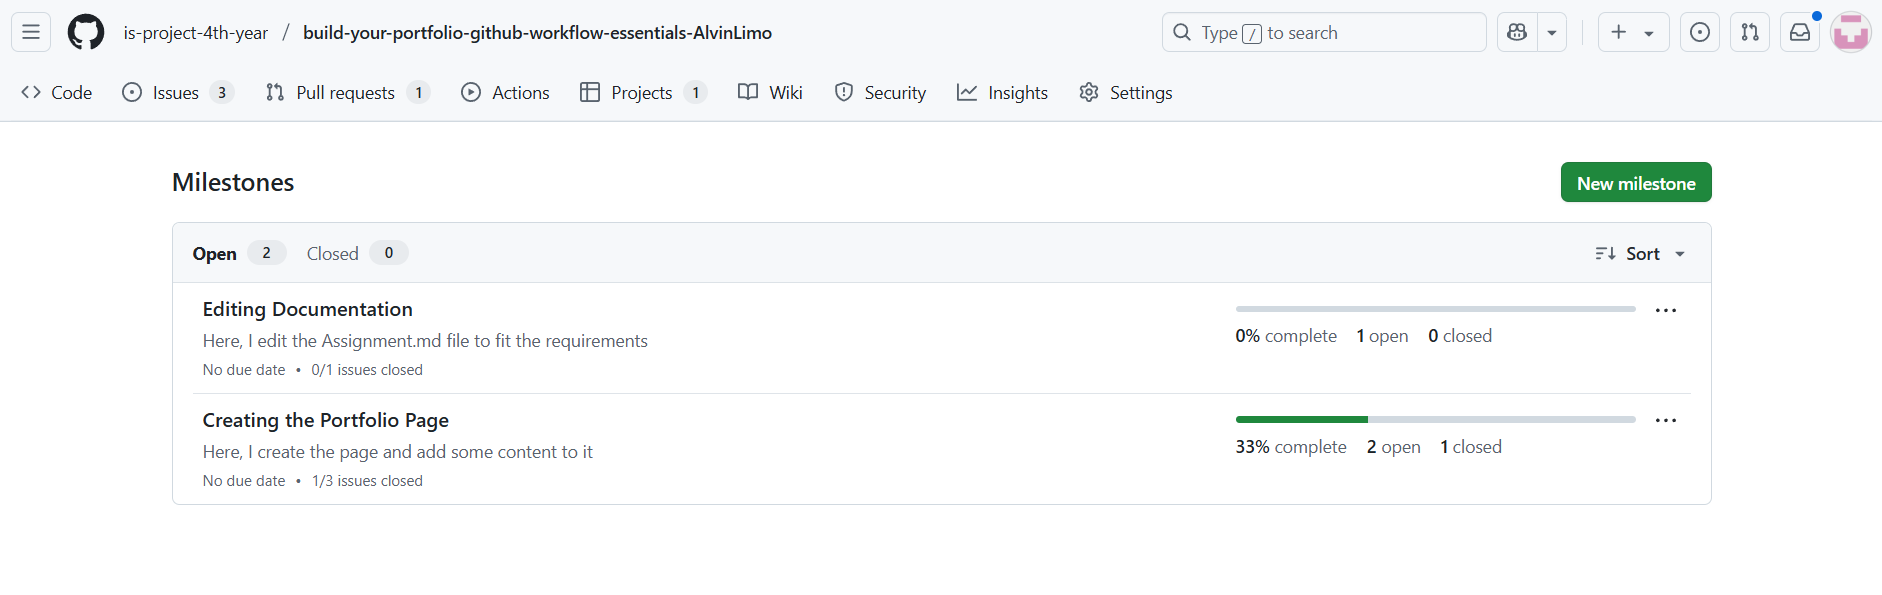 is-project-4th-year / build-your-portfolio-github-workflow-essentials-AlvinLimo
Type / to search
Code Issues 3 Pull requests 1 Actions Projects 1 Wiki Security Insights Settings
Milestones
New milestone
Open 2 Closed 0
Sort
Editing Documentation
Here, I edit the Assignment.md file to fit the requirements
No due date • 0/1 issues closed
0% complete 1 open 0 closed
Creating the Portfolio Page
Here, I create the page and add some content to it
No due date • 1/3 issues closed
33% complete 2 open 1 closed